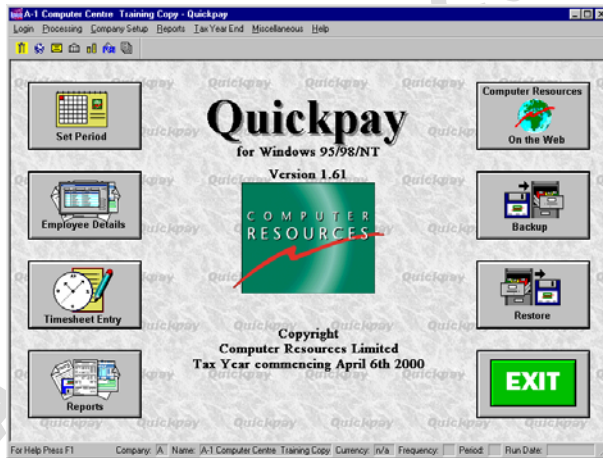 A-1 Computer Centre Training Copy - Quickpay
Login Processing Company Setup Reports Tax Year End Miscellaneous Help
Set Period
Employee Details
Timesheet Entry
Reports
Quickpay
for Windows 95/98/NT
Version 1.61
COMPUTER
RESOURCES
Copyright
Computer Resources Limited
Tax Year commencing April 6th 2000
Computer Resources
On the Web
Backup
Restore
EXIT
For Help Press F1 Company: A Name: A-1 Computer Centre Training Copy Currency: n/a Frequency: Period: Run Date: